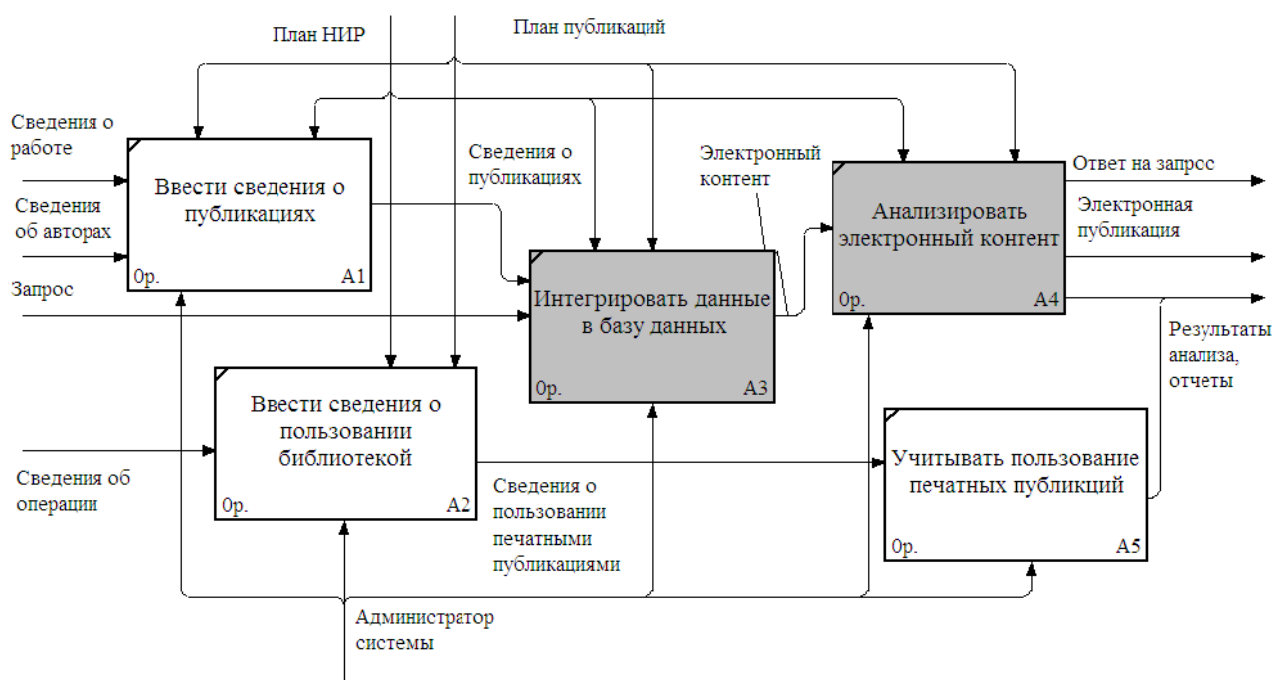 План НИР
План публикаций
Сведения о
работе
Сведения
об авторах
Запрос
Ввести сведения о
публикациях
0р.
A1
Сведения о
публикациях
Электронный
контент
Анализировать
электронный контент
0р.
A4
Ответ на запрос
Электронная
публикация
Интегрировать данные
в базу данных
0р.
A3
Результаты
анализа,
отчеты
Ввести сведения о
пользовании
библиотекой
0р.
A2
Сведения об
операции
Сведения о
пользовании
печатными
публикациями
Учитывать пользование
печатных публикций
0р.
A5
Администратор
системы